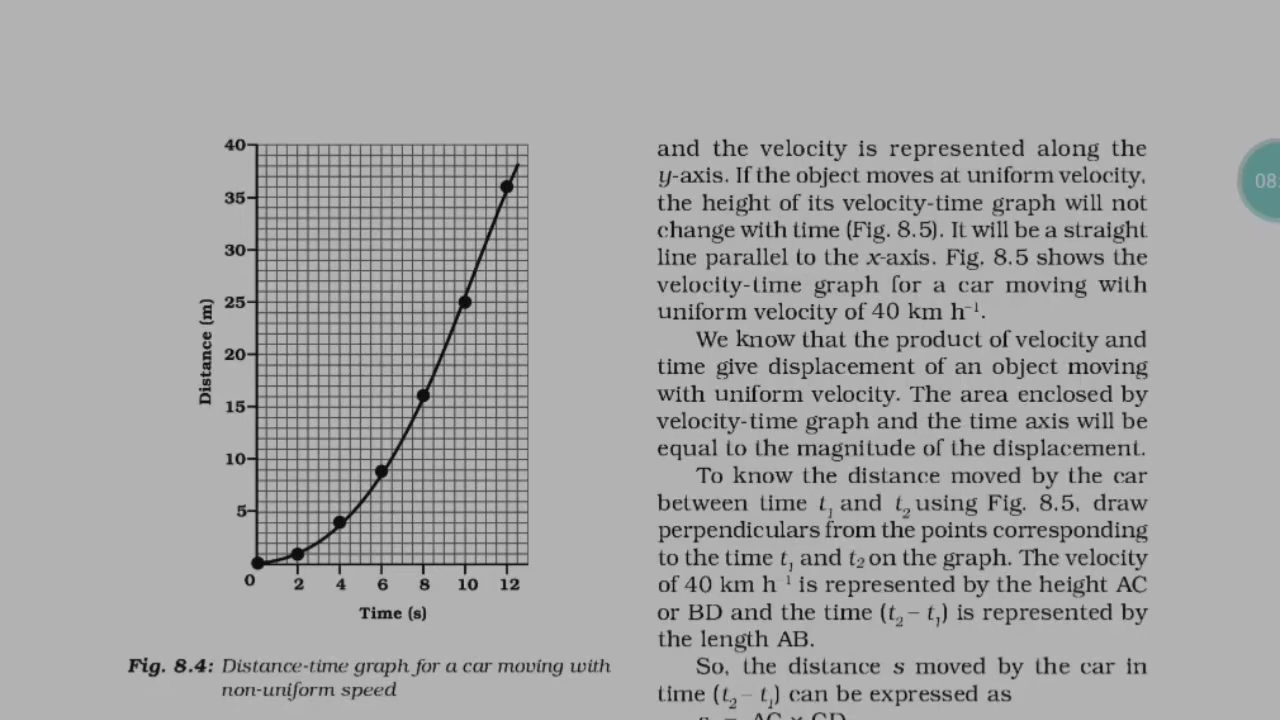 40
35
30
25
20
15
10
5
0
2 4 6 8 10 12
Distance (m)
Time (s)
Fig. 8.4: Distance-time graph for a car moving with
non-uniform speed
and the velocity is represented along the
y-axis. If the object moves at uniform velocity,
the height of its velocity-time graph will not
change with time (Fig. 8.5). It will be a straight
line parallel to the x-axis. Fig. 8.5 shows the
velocity-time graph for a car moving with
uniform velocity of 40 km h⁻¹.
We know that the product of velocity and
time give displacement of an object moving
with uniform velocity. The area enclosed by
velocity-time graph and the time axis will be
equal to the magnitude of the displacement.
To know the distance moved by the car
between time t₁ and t₂ using Fig. 8.5, draw
perpendiculars from the points corresponding
to the time t₁ and t₂ on the graph. The velocity
of 40 km h⁻¹ is represented by the height AC
or BD and the time (t₂ – t₁) is represented by
the length AB.
So, the distance s moved by the car in
time (t₂ – t₁) can be expressed as
08: